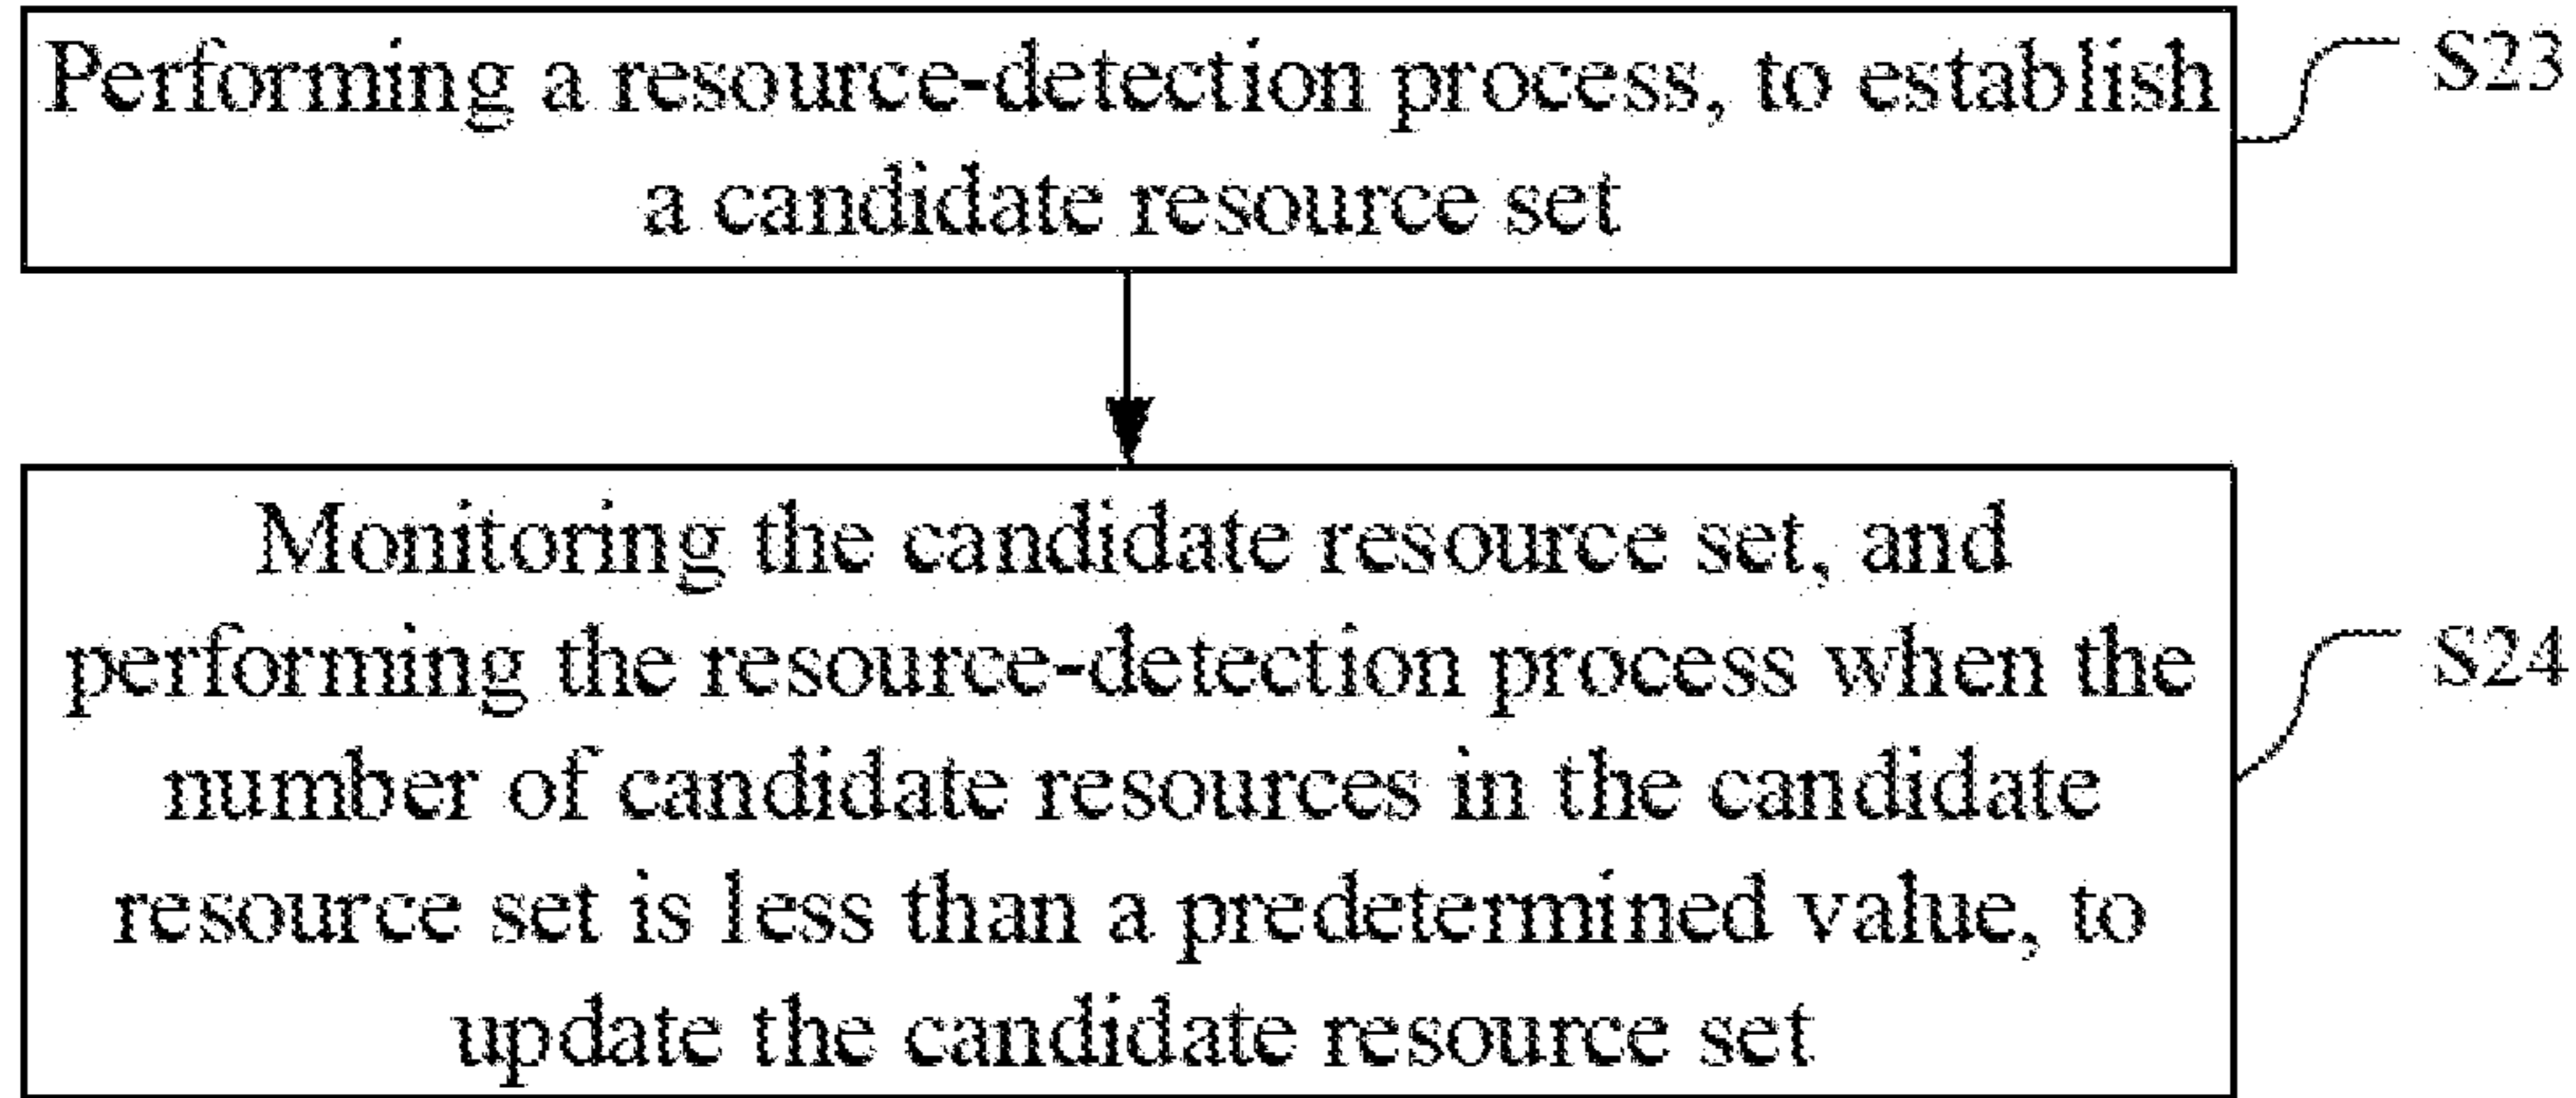 Performing a resource-detection process, to establish
a candidate resource set
S23
Monitoring the candidate resource set, and
performing the resource-detection process when the
number of candidate resources in the candidate
resource set is less than a predetermined value, to
update the candidate resource set
S24